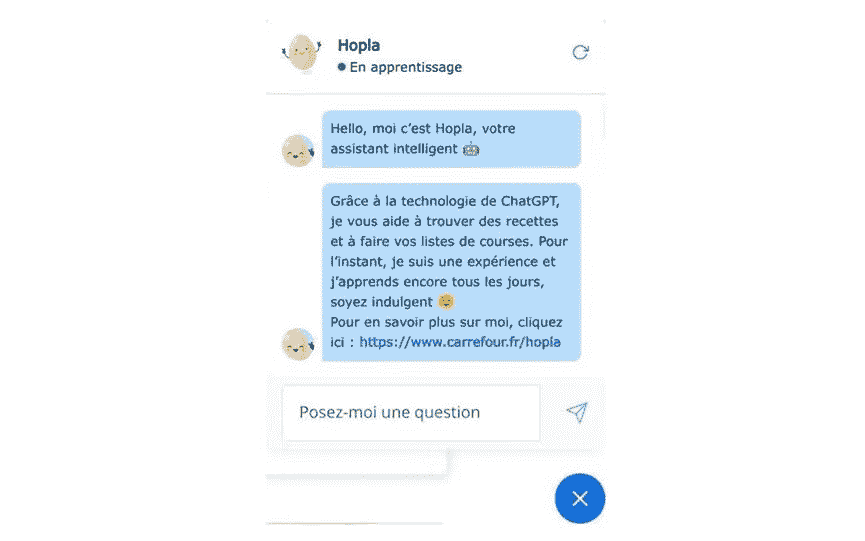 Hopla
En apprentissage
Hello, moi c’est Hopla, votre
assistant intelligent 🤖
Grâce à la technologie de ChatGPT,
je vous aide à trouver des recettes
et à faire vos listes de courses. Pour
l’instant, je suis une expérience et
j’apprends encore tous les jours,
soyez indulgent 😉
Pour en savoir plus sur moi, cliquez
ici : https://www.carrefour.fr/hopla
Posez-moi une question